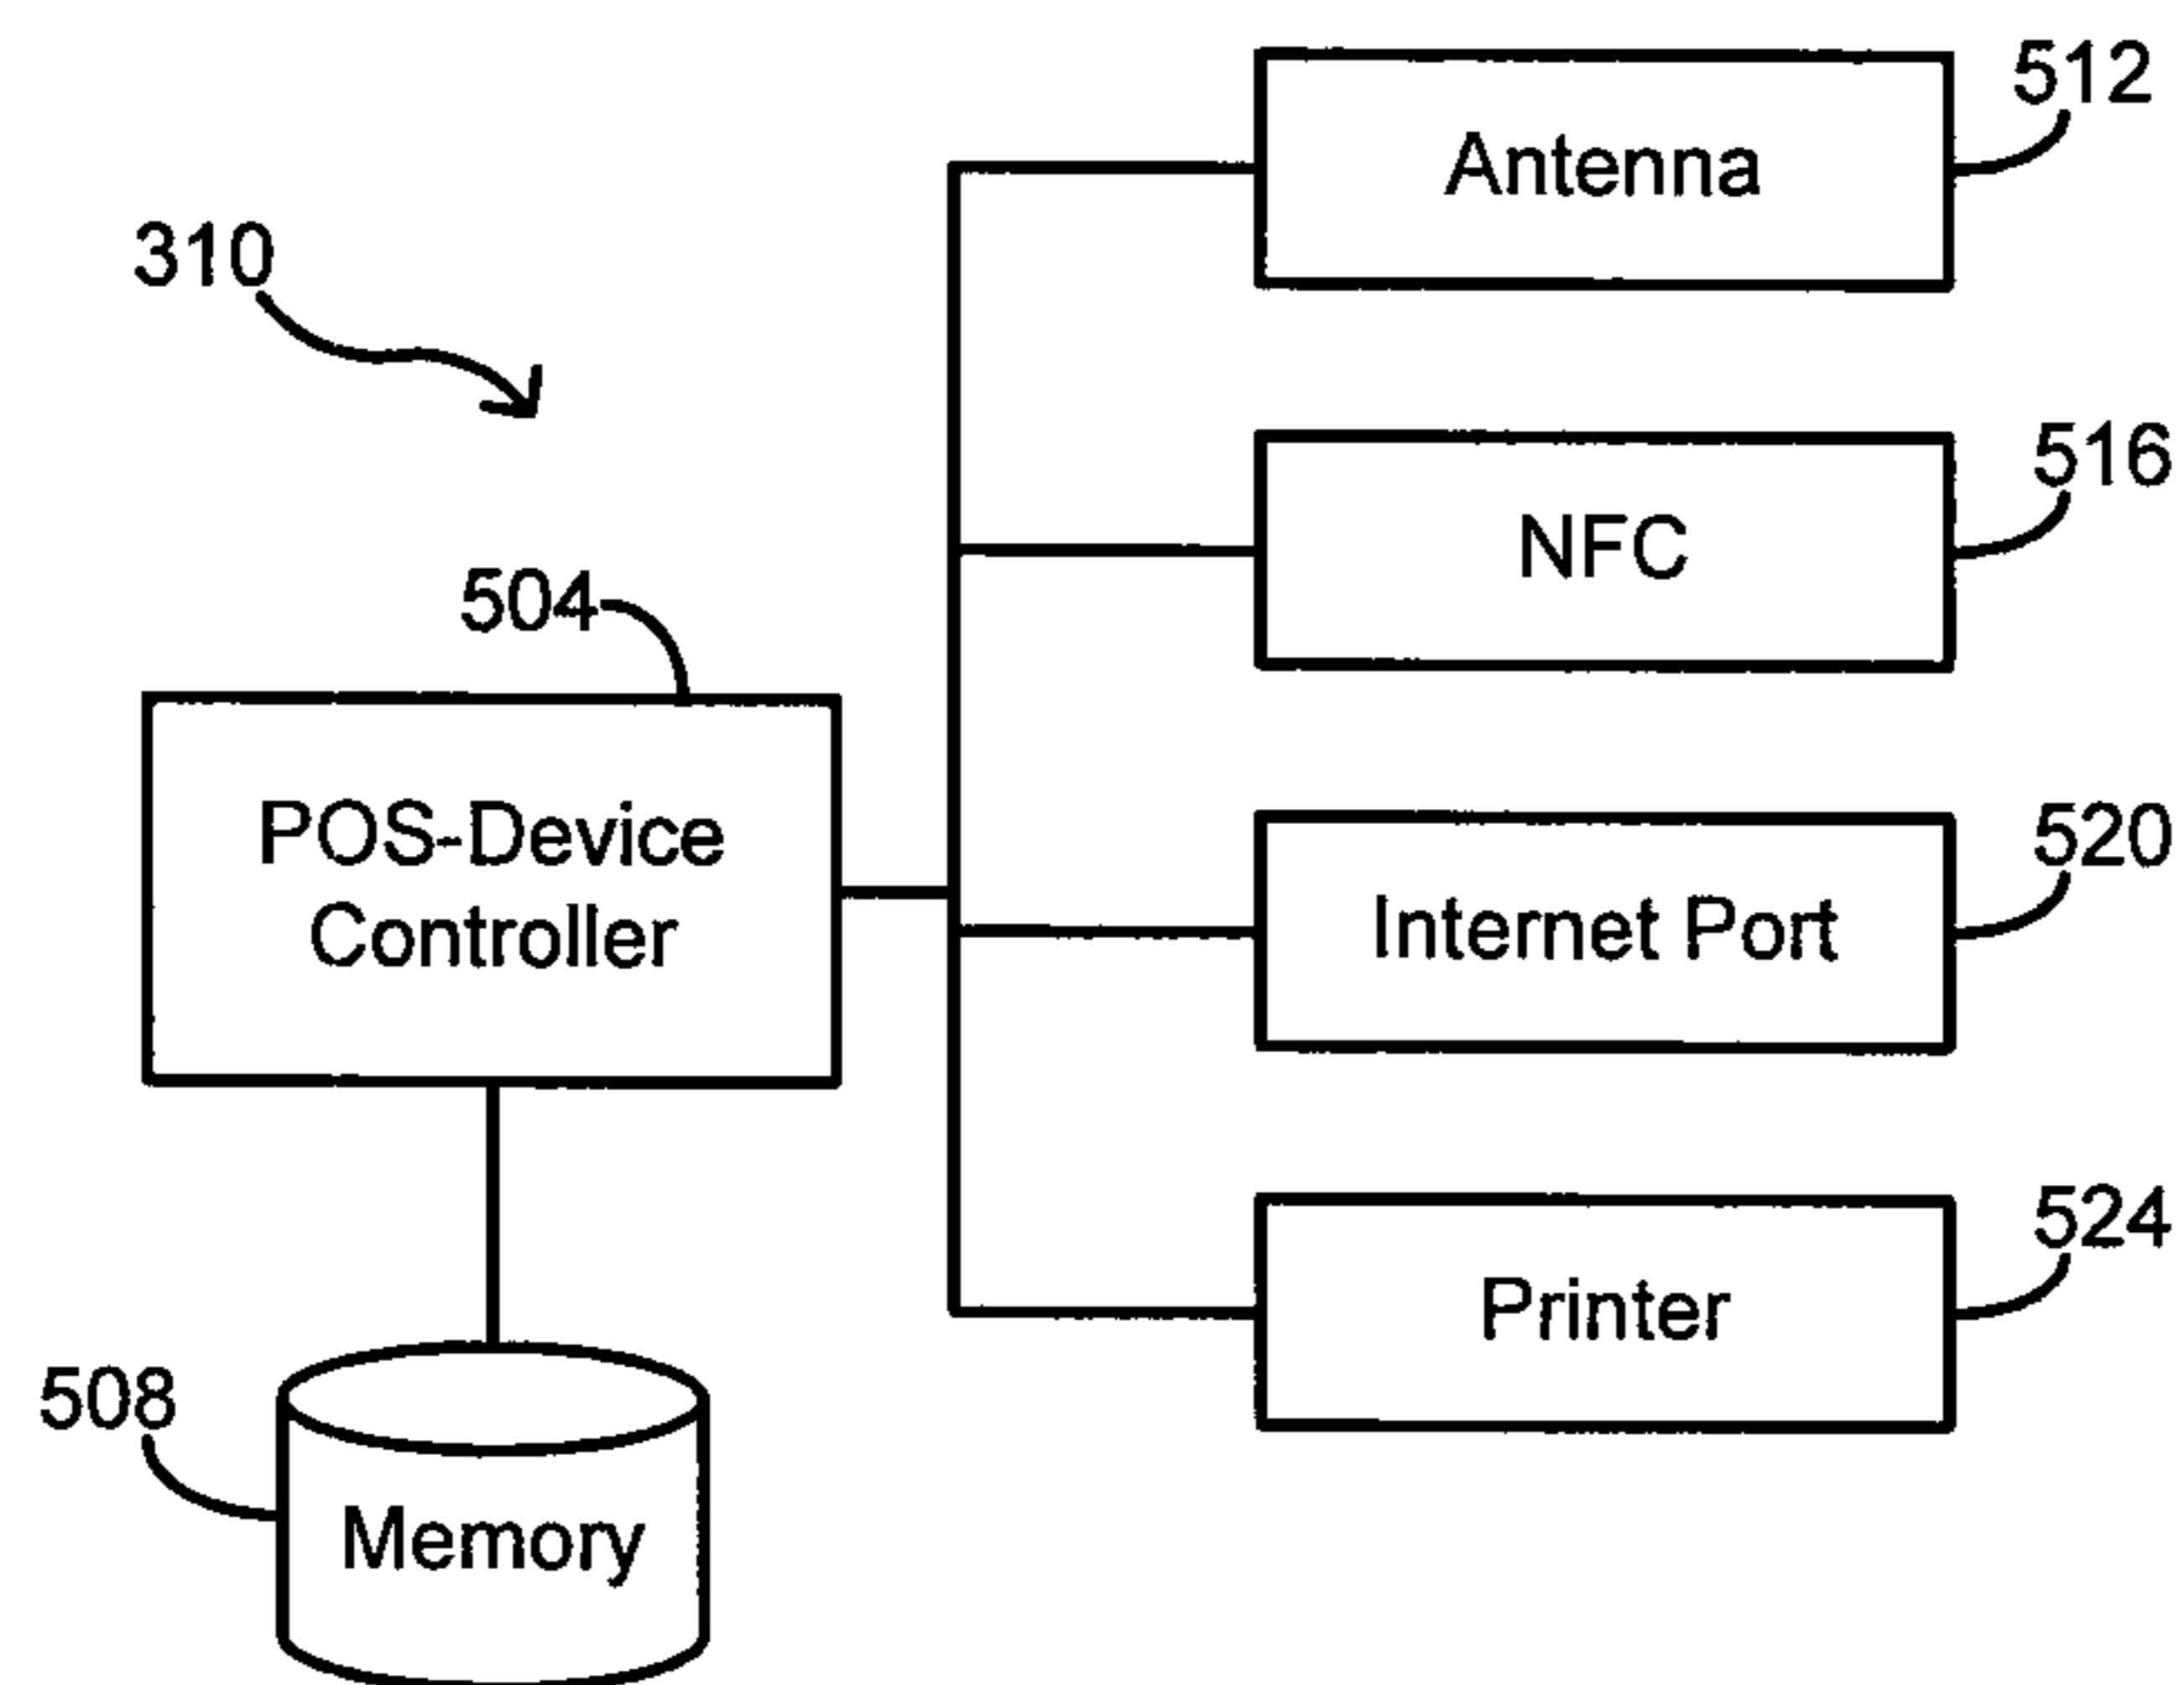 512
Antenna
310
516
NFC
504
POS-Device
Controller
520
Internet Port
524
Printer
508
Memory